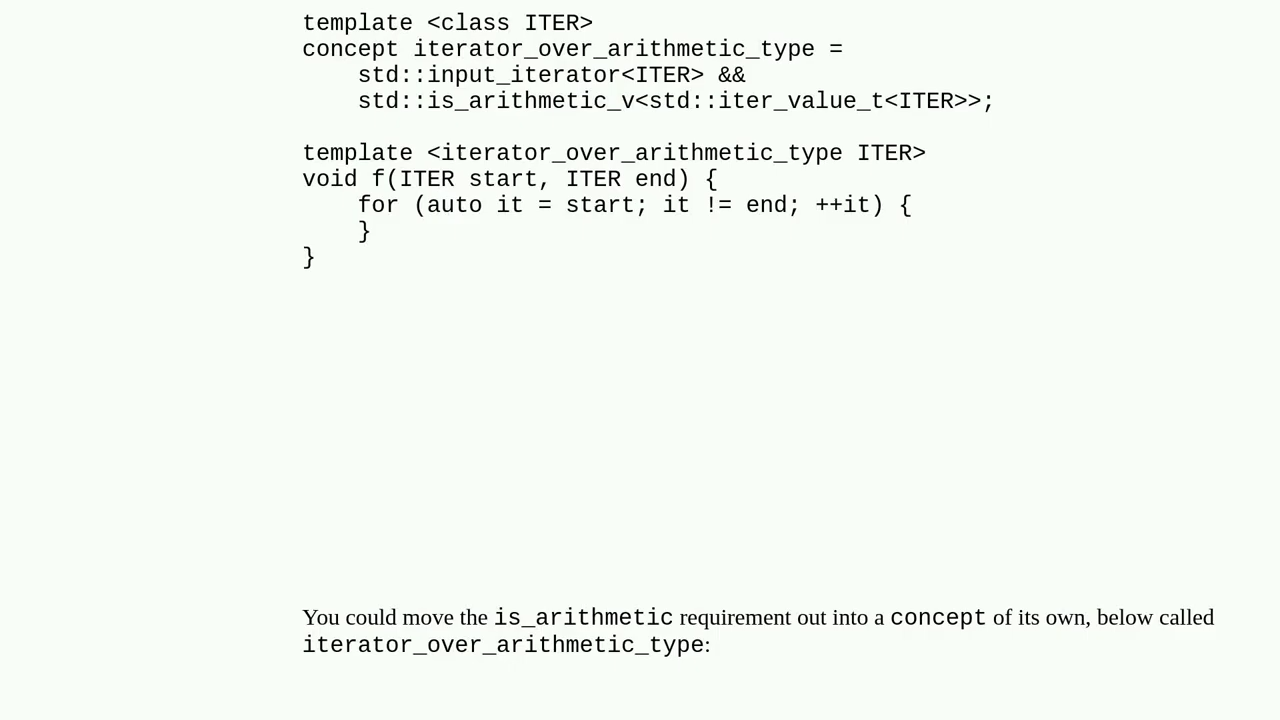 template <class ITER>
concept iterator_over_arithmetic_type =
    std::input_iterator<ITER> &&
    std::is_arithmetic_v<std::iter_value_t<ITER>>;

template <iterator_over_arithmetic_type ITER>
void f(ITER start, ITER end) {
    for (auto it = start; it != end; ++it) {
    }
}
You could move the is_arithmetic requirement out into a concept of its own, below called
iterator_over_arithmetic_type: